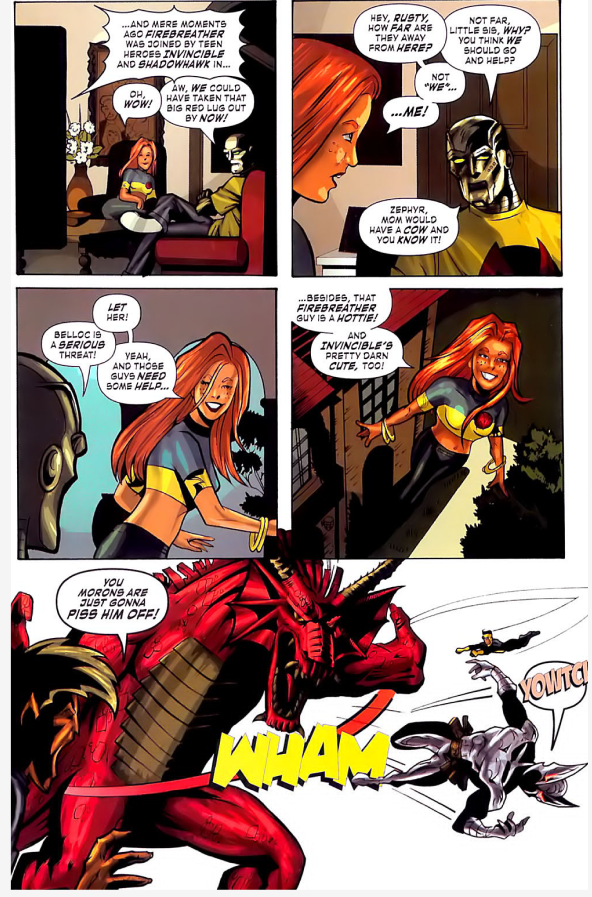 ...AND MERE MOMENTS
AGO FIREBREATHER
WAS JOINED BY TEEN
HEROES INVINCIBLE
AND SHADOWHAWK IN...
OH,
WOW!
AW, WE COULD
HAVE TAKEN THAT
BIG RED LUG OUT
BY NOW!
HEY, RUSTY,
HOW FAR ARE
THEY AWAY
FROM HERE?
NOT FAR,
LITTLE SIS, WHY?
YOU THINK WE
SHOULD GO
AND HELP?
NOT
"WE"...
...ME!
ZEPHYR,
MOM WOULD
HAVE A COW AND
YOU KNOW IT!
LET
HER!
BELLOC IS
A SERIOUS
THREAT!
YEAH,
AND THOSE
GUYS NEED
SOME HELP...
...BESIDES, THAT
FIREBREATHER
GUY IS A HOTTIE!
AND
INVINCIBLE'S
PRETTY DARN
CUTE, TOO!
YOU
MORONS ARE
JUST GONNA
PISS HIM OFF!
WHAM